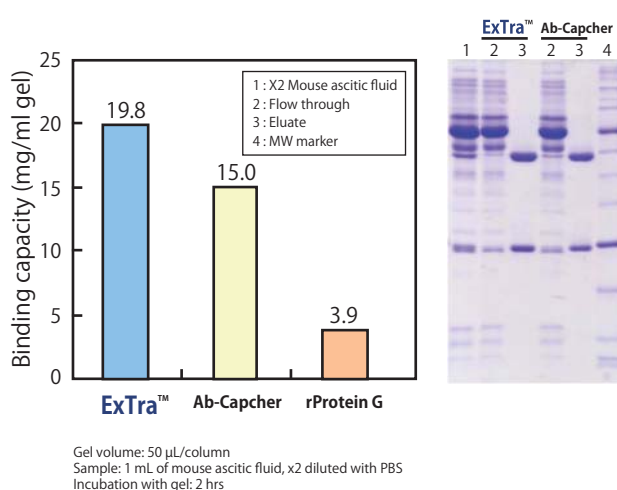 ExTra™ Ab-Capcher
1 2 3 2 3 4
Binding capacity (mg/ml gel)
25
20
15
10
5
0
19.8
15.0
3.9
1 : X2 Mouse ascitic fluid
2 : Flow through
3 : Eluate
4 : MW marker
ExTra™ Ab-Capcher rProtein G
Gel volume: 50 µL/column
Sample: 1 mL of mouse ascitic fluid, x2 diluted with PBS
Incubation with gel: 2 hrs